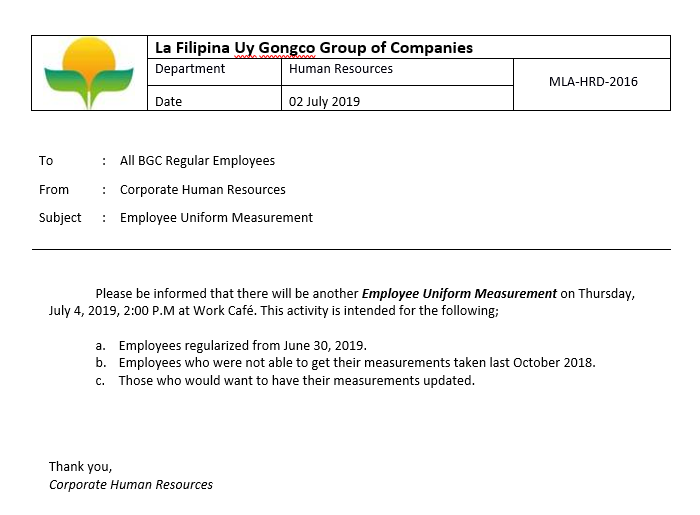 La Filipina Uy Gongco Group of Companies
Department Human Resources
MLA-HRD-2016
Date 02 July 2019
To : All BGC Regular Employees
From : Corporate Human Resources
Subject : Employee Uniform Measurement
Please be informed that there will be another Employee Uniform Measurement on Thursday,
July 4, 2019, 2:00 P.M at Work Café. This activity is intended for the following;
a. Employees regularized from June 30, 2019.
b. Employees who were not able to get their measurements taken last October 2018.
c. Those who would want to have their measurements updated.
Thank you,
Corporate Human Resources